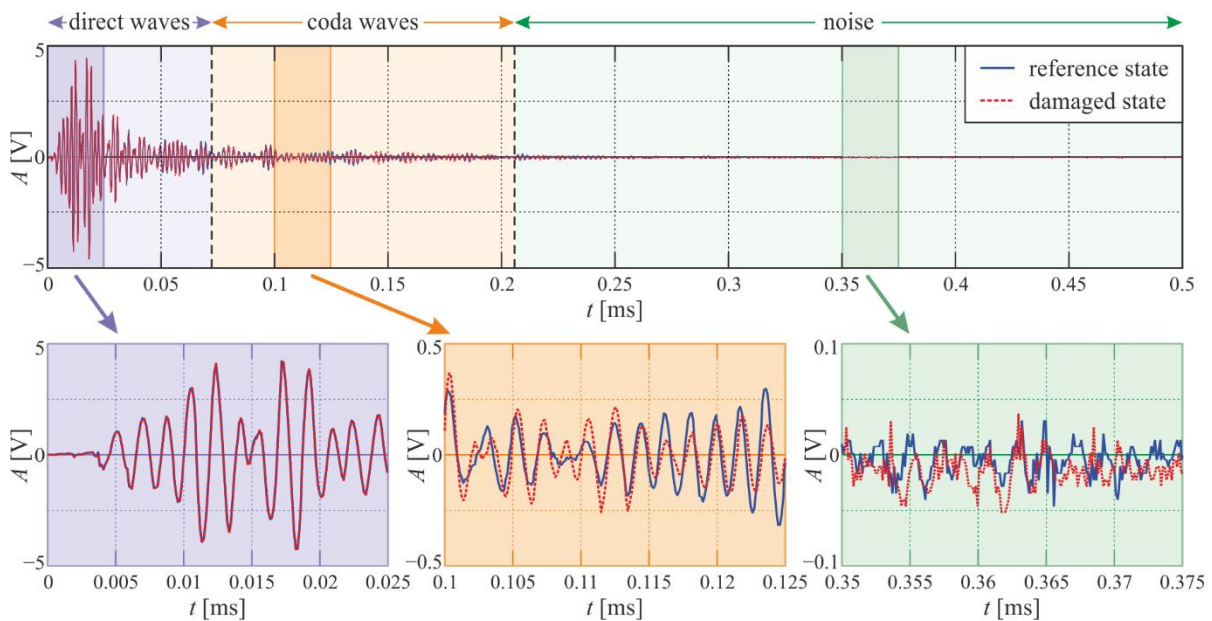 direct waves coda waves noise
5
0
−5
A [V]
reference state
damaged state
0 0.05 0.1 0.15 0.2 0.25 0.3 0.35 0.4 0.45 0.5
t [ms]
5 0.5 0.1
0 0 0
−5 −0.5 −0.1
A [V] A [V] A [V]
0 0.005 0.01 0.015 0.02 0.025 0.1 0.105 0.11 0.115 0.12 0.125 0.35 0.355 0.36 0.365 0.37 0.375
t [ms] t [ms] t [ms]